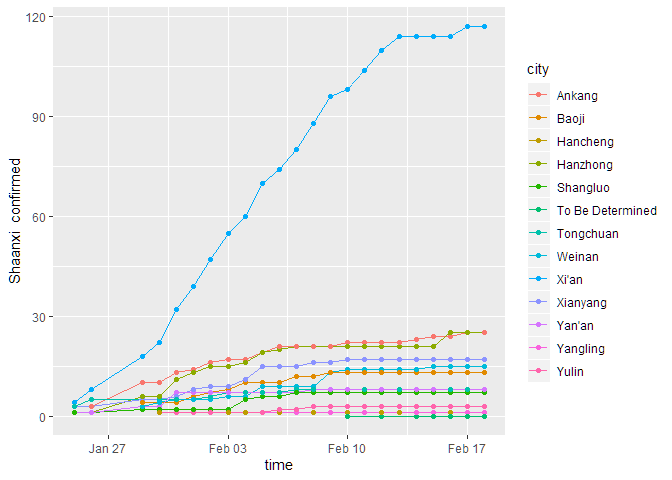 120
90
60
30
0
Shaanxi confirmed
Jan 27
Feb 03
Feb 10
Feb 17
time
city
Ankang
Baoji
Hancheng
Hanzhong
Shangluo
To Be Determined
Tongchuan
Weinan
Xi'an
Xianyang
Yan'an
Yangling
Yulin